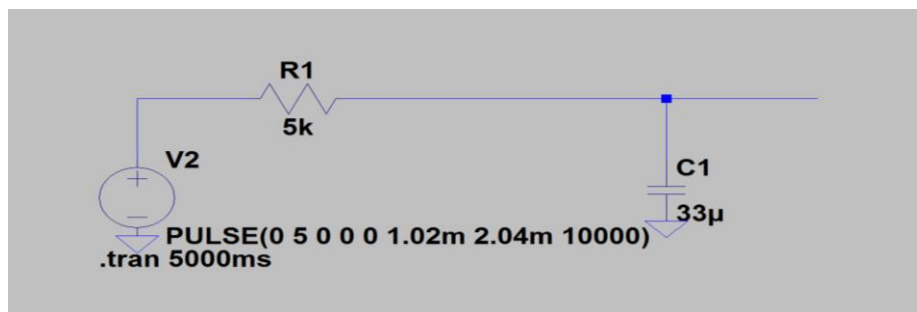 R1
5k
V2
C1
33µ
PULSE(0 5 0 0 0 1.02m 2.04m 10000)
.tran 5000ms